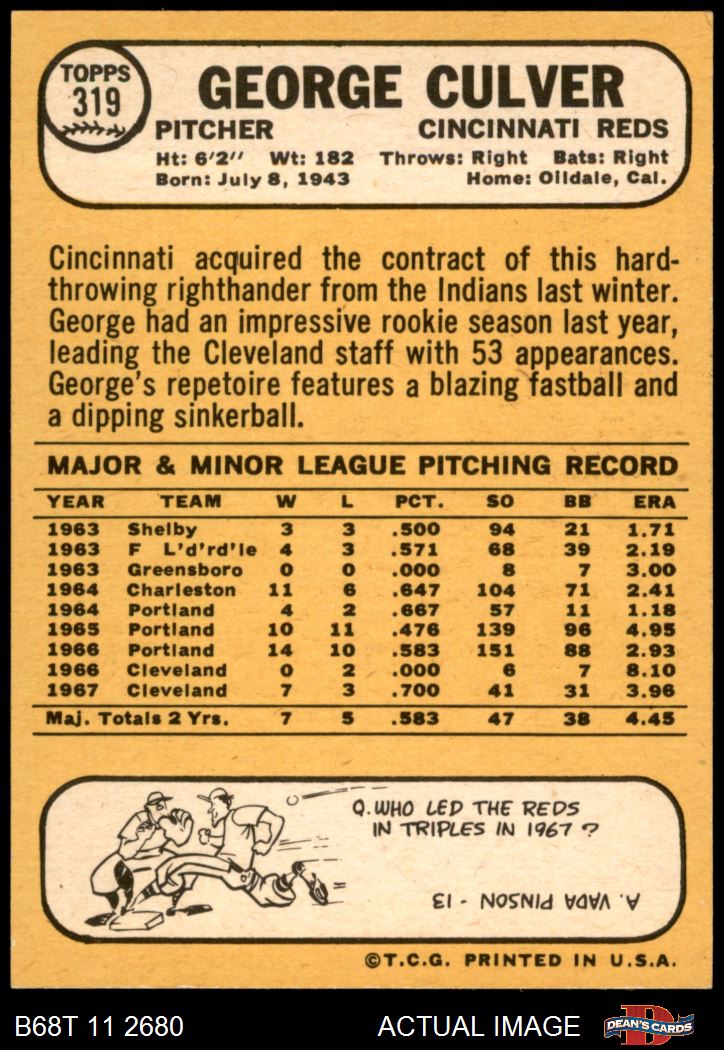 TOPPS
319
GEORGE CULVER
PITCHER CINCINNATI REDS
Ht: 6'2" Wt: 182 Throws: Right Bats: Right
Born: July 8, 1943 Home: Oildale, Cal.
Cincinnati acquired the contract of this hard-
throwing righthander from the Indians last winter.
George had an impressive rookie season last year,
leading the Cleveland staff with 53 appearances.
George's repetoire features a blazing fastball and
a dipping sinkerball.
MAJOR & MINOR LEAGUE PITCHING RECORD
YEAR TEAM W L PCT. SO BB ERA
1963 Shelby 3 3 .500 94 21 1.71
1963 F L'd'rd'le 4 3 .571 68 39 2.19
1963 Greensboro 0 0 .000 8 7 3.00
1964 Charleston 11 6 .647 104 71 2.41
1964 Portland 4 2 .667 57 11 1.18
1965 Portland 10 11 .476 139 96 4.95
1966 Portland 14 10 .583 151 88 2.93
1966 Cleveland 0 2 .000 6 7 8.10
1967 Cleveland 7 3 .700 41 31 3.96
Maj. Totals 2 Yrs. 7 5 .583 47 38 4.45
Q. WHO LED THE REDS
IN TRIPLES IN 1967 ?
A. VADA PINSON - 13
©T.C.G. PRINTED IN U.S.A.
B68T 11 2680 ACTUAL IMAGE DEAN'S CARDS